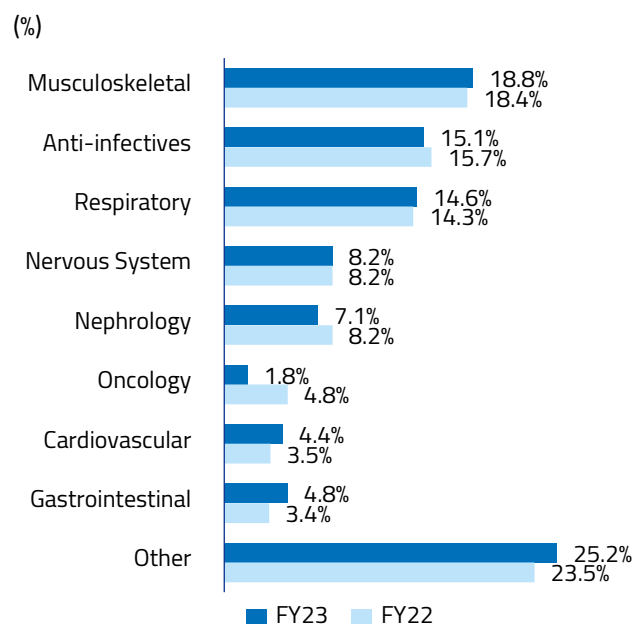 (%)
Musculoskeletal
18.8%
18.4%
Anti-infectives
15.1%
15.7%
Respiratory
14.6%
14.3%
Nervous System
8.2%
8.2%
Nephrology
7.1%
8.2%
Oncology
1.8%
4.8%
Cardiovascular
4.4%
3.5%
Gastrointestinal
4.8%
3.4%
Other
25.2%
23.5%
FY23 FY22